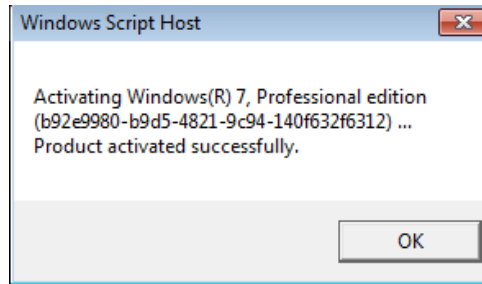 Windows Script Host
Activating Windows(R) 7, Professional edition
(b92e9980-b9d5-4821-9c94-140f632f6312) ...
Product activated successfully.
OK